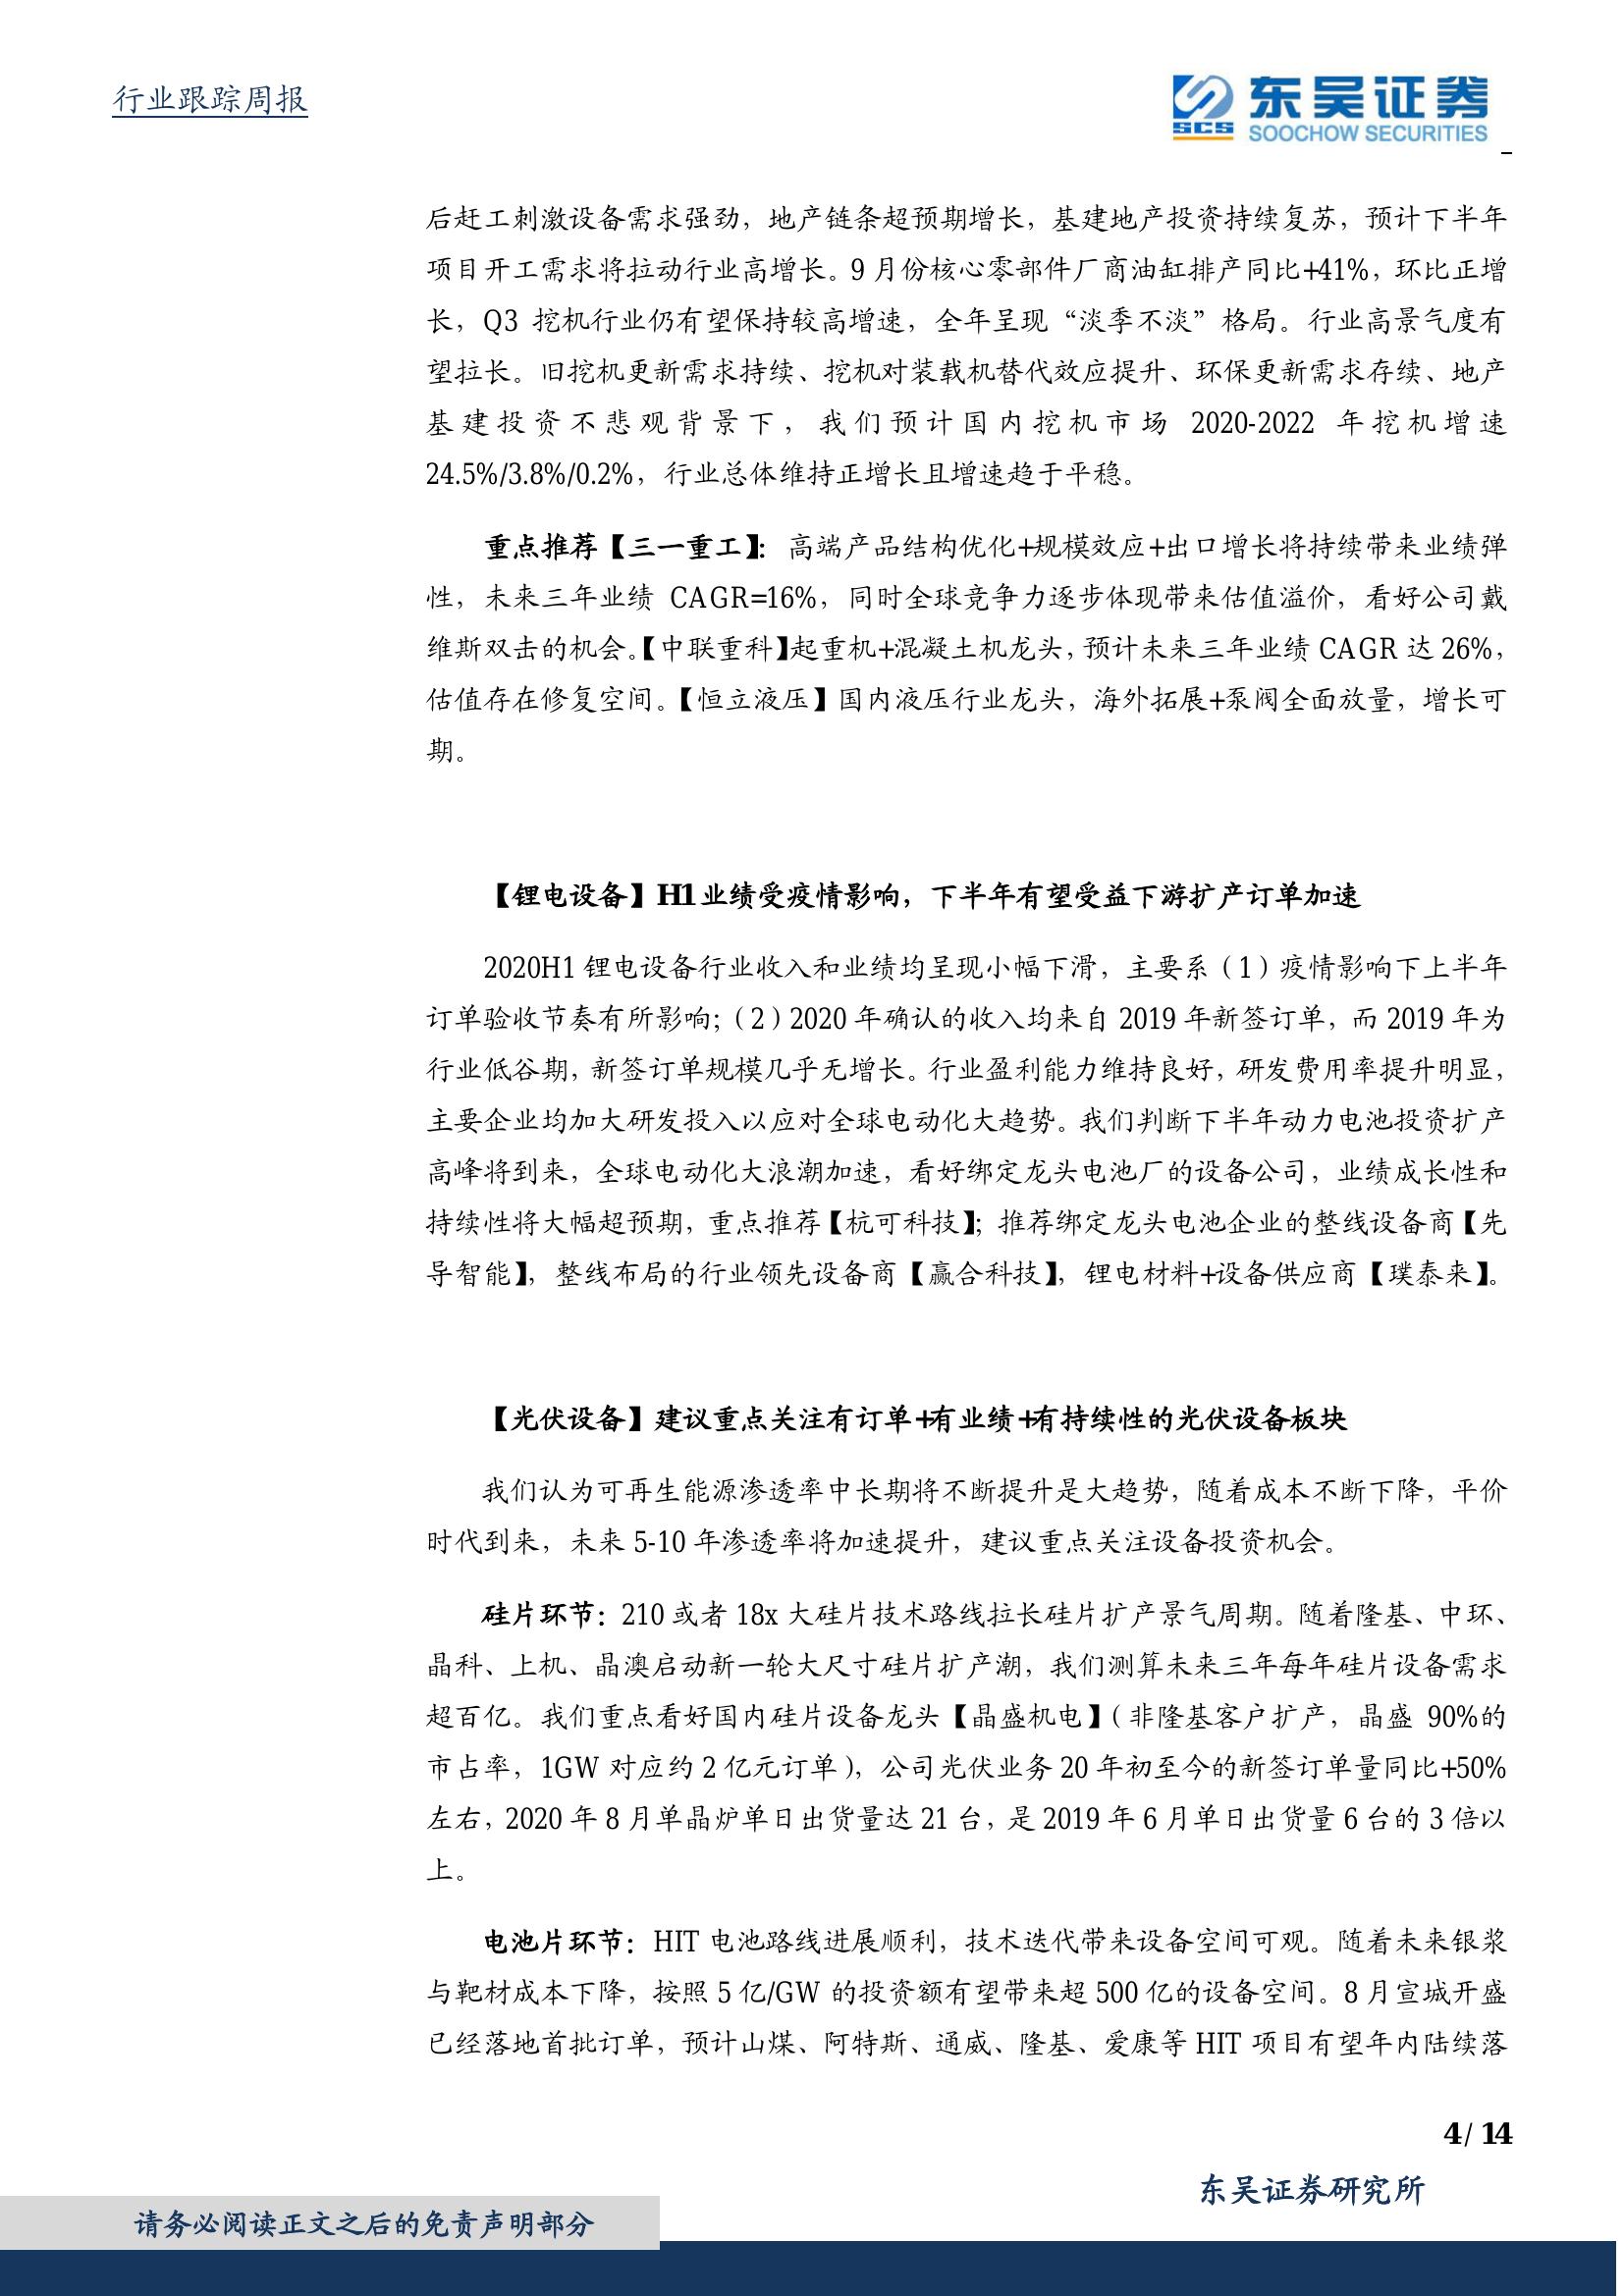 行业跟踪周报
SCS
东吴证券
SOOCHOW SECURITIES
后赶工刺激设备需求强劲，地产链条超预期增长，基建地产投资持续复苏，预计下半年
项目开工需求将拉动行业高增长。9 月份核心零部件厂商油缸排产同比+41%，环比正增
长，Q3 挖机行业仍有望保持较高增速，全年呈现“淡季不淡”格局。行业高景气度有
望拉长。旧挖机更新需求持续、挖机对装载机替代效应提升、环保更新需求存续、地产
基建投资不悲观背景下，我们预计国内挖机市场 2020-2022 年挖机增速
24.5%/3.8%/0.2%，行业总体维持正增长且增速趋于平稳。
重点推荐【三一重工】：高端产品结构优化+规模效应+出口增长将持续带来业绩弹
性，未来三年业绩 CAGR=16%，同时全球竞争力逐步体现带来估值溢价，看好公司戴
维斯双击的机会。【中联重科】起重机+混凝土机龙头，预计未来三年业绩 CAGR 达 26%，
估值存在修复空间。【恒立液压】国内液压行业龙头，海外拓展+泵阀全面放量，增长可
期。
【锂电设备】H1 业绩受疫情影响，下半年有望受益下游扩产订单加速
2020H1 锂电设备行业收入和业绩均呈现小幅下滑，主要系（1）疫情影响下上半年
订单验收节奏有所影响；（2）2020 年确认的收入均来自 2019 年新签订单，而 2019 年为
行业低谷期，新签订单规模几乎无增长。行业盈利能力维持良好，研发费用率提升明显，
主要企业均加大研发投入以应对全球电动化大趋势。我们判断下半年动力电池投资扩产
高峰将到来，全球电动化大浪潮加速，看好绑定龙头电池厂的设备公司，业绩成长性和
持续性将大幅超预期，重点推荐【杭可科技】；推荐绑定龙头电池企业的整线设备商【先
导智能】，整线布局的行业领先设备商【赢合科技】，锂电材料+设备供应商【璞泰来】。
【光伏设备】建议重点关注有订单+有业绩+有持续性的光伏设备板块
我们认为可再生能源渗透率中长期将不断提升是大趋势，随着成本不断下降，平价
时代到来，未来 5-10 年渗透率将加速提升，建议重点关注设备投资机会。
硅片环节：210 或者 18x 大硅片技术路线拉长硅片扩产景气周期。随着隆基、中环、
晶科、上机、晶澳启动新一轮大尺寸硅片扩产潮，我们测算未来三年每年硅片设备需求
超百亿。我们重点看好国内硅片设备龙头【晶盛机电】（非隆基客户扩产，晶盛 90%的
市占率，1GW 对应约 2 亿元订单），公司光伏业务 20 年初至今的新签订单量同比+50%
左右，2020 年 8 月单晶炉单日出货量达 21 台，是 2019 年 6 月单日出货量 6 台的 3 倍以
上。
电池片环节：HIT 电池路线进展顺利，技术迭代带来设备空间可观。随着未来银浆
与靶材成本下降，按照 5 亿/GW 的投资额有望带来超 500 亿的设备空间。8 月宣城开盛
已经落地首批订单，预计山煤、阿特斯、通威、隆基、爱康等 HIT 项目有望年内陆续落
4 / 14
东吴证券研究所
请务必阅读正文之后的免责声明部分